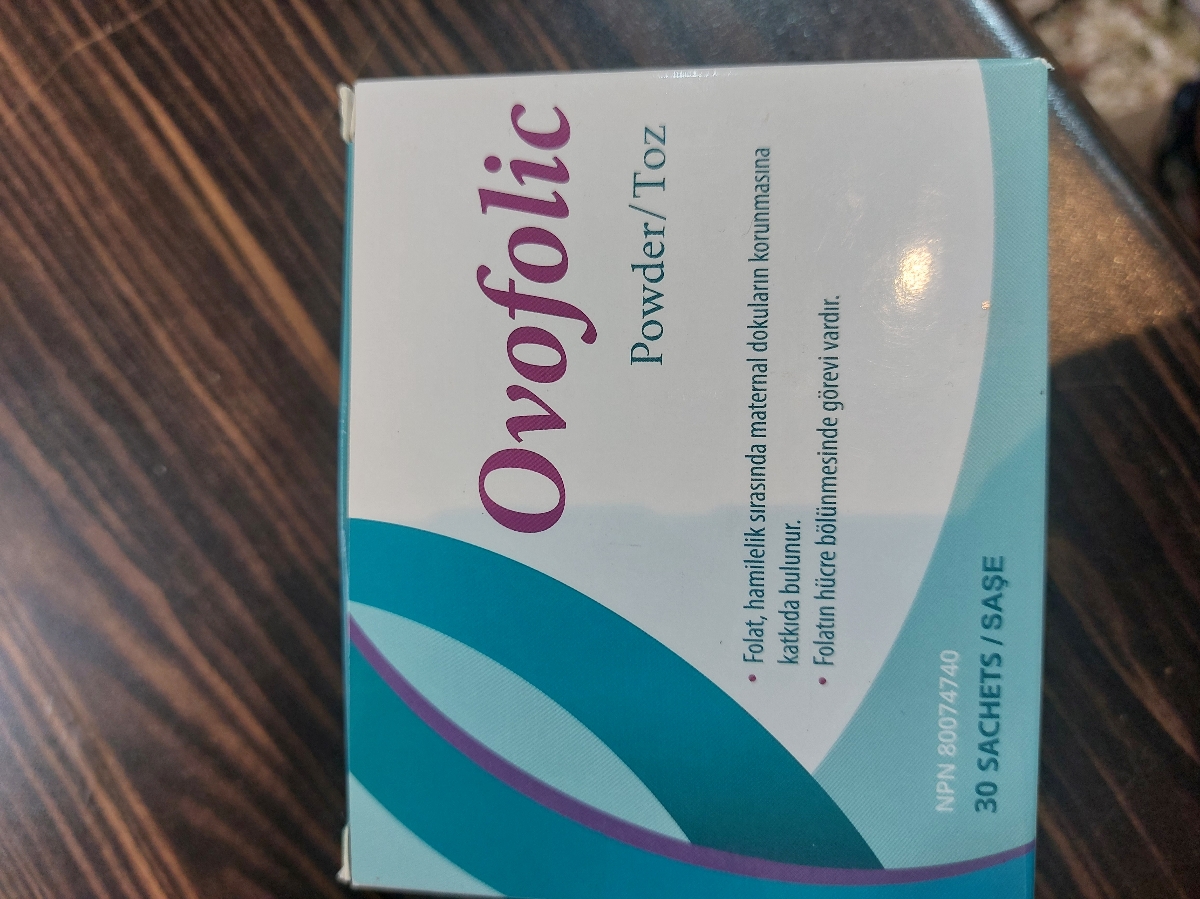 Ovofolic
Powder/Toz
• Folat, hamilelik sırasında maternal dokuların korunmasına
katkıda bulunur.
• Folatın hücre bölünmesinde görevi vardır.
NPN 80074740
30 SACHETS / SAŞE